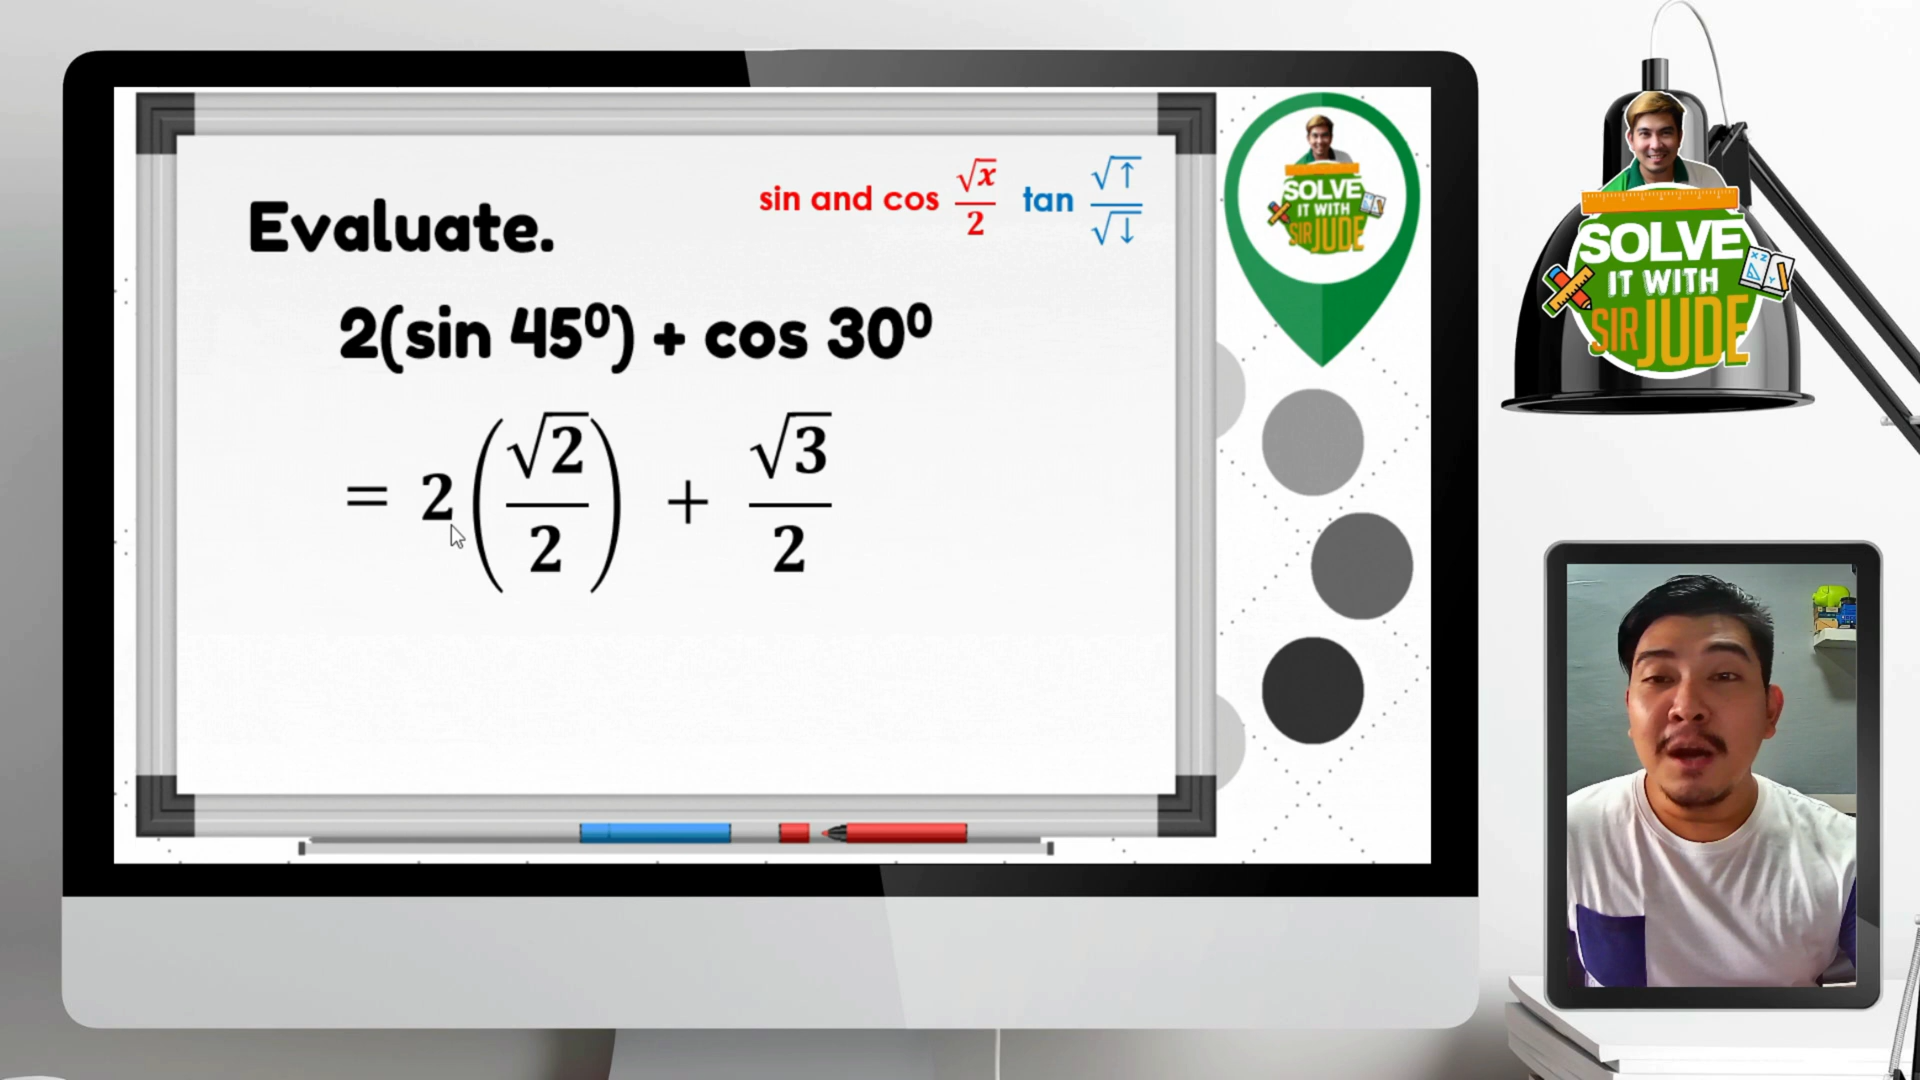 Evaluate.
sin and cos √x/2 tan √↑/√↓
2(sin 45⁰) + cos 30⁰
= 2(√2/2) + √3/2
SOLVE
IT WITH
SIR JUDE
SOLVE
IT WITH
SIR JUDE